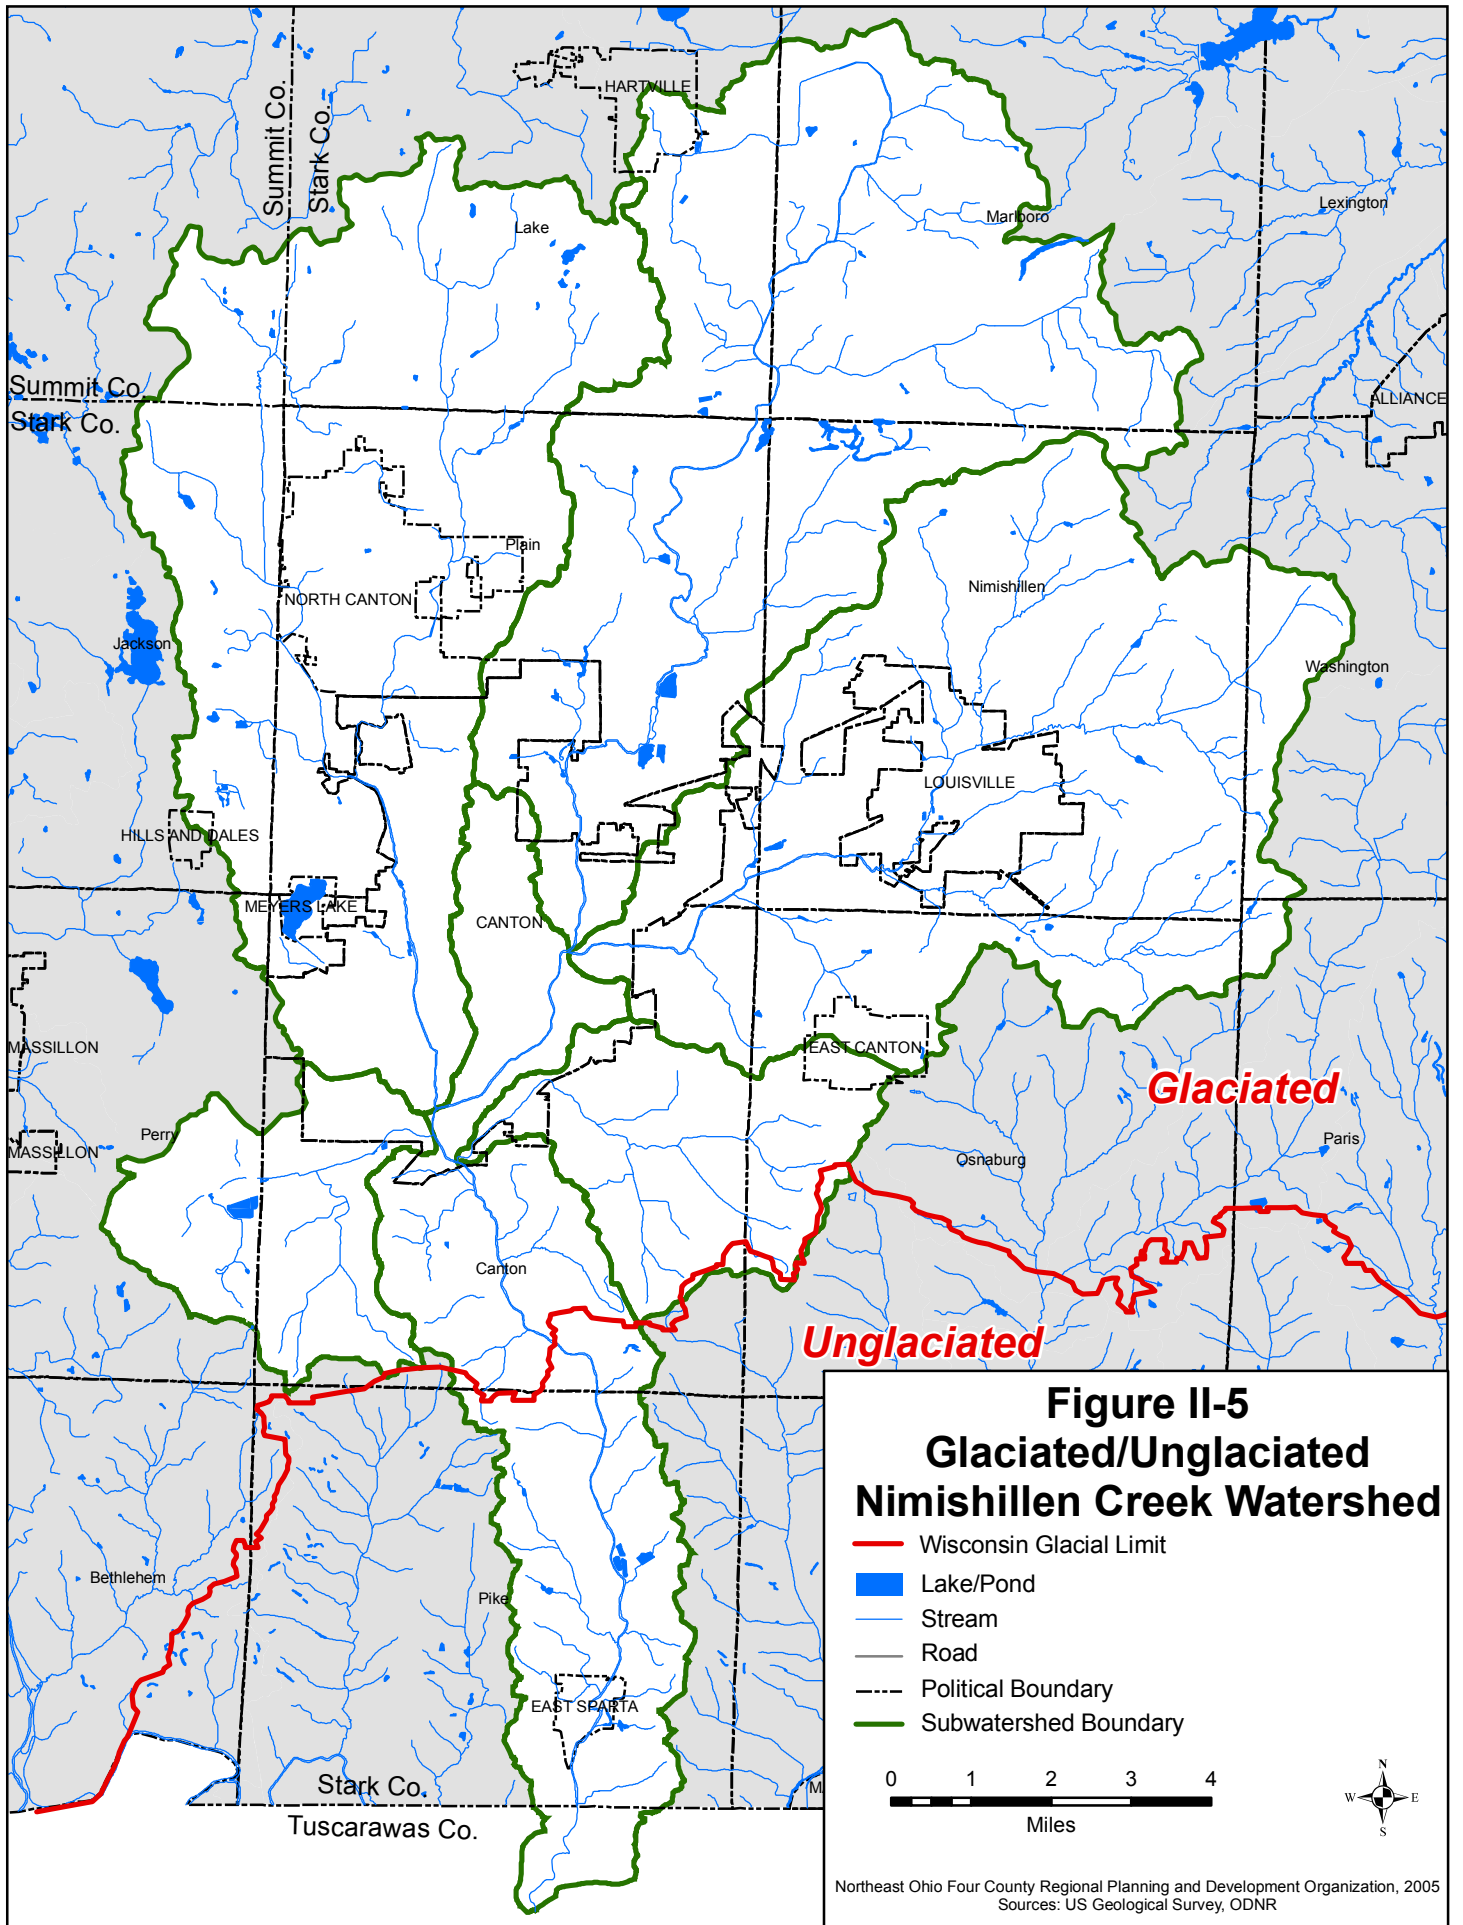 HARTVILLE
Summit Co.
Stark Co.
Lake
Marlboro
Lexington
Summit Co.
Stark Co.
ALLIANCE
Plain
NORTH CANTON
Nimishillen
Jackson
Washington
LOUISVILLE
HILLS AND DALES
MEYERS LAKE
CANTON
MASSILLON
EAST CANTON
Glaciated
Perry
MASSILLON
Paris
Osnaburg
Canton
Unglaciated
Bethlehem
Pike
EAST SPARTA
Stark Co.
Tuscarawas Co.
M
Figure II-5
Glaciated/Unglaciated
Nimishillen Creek Watershed
Wisconsin Glacial Limit
Lake/Pond
Stream
Road
Political Boundary
Subwatershed Boundary
0 1 2 3 4
Miles
N
W E
S
Northeast Ohio Four County Regional Planning and Development Organization, 2005
Sources: US Geological Survey, ODNR